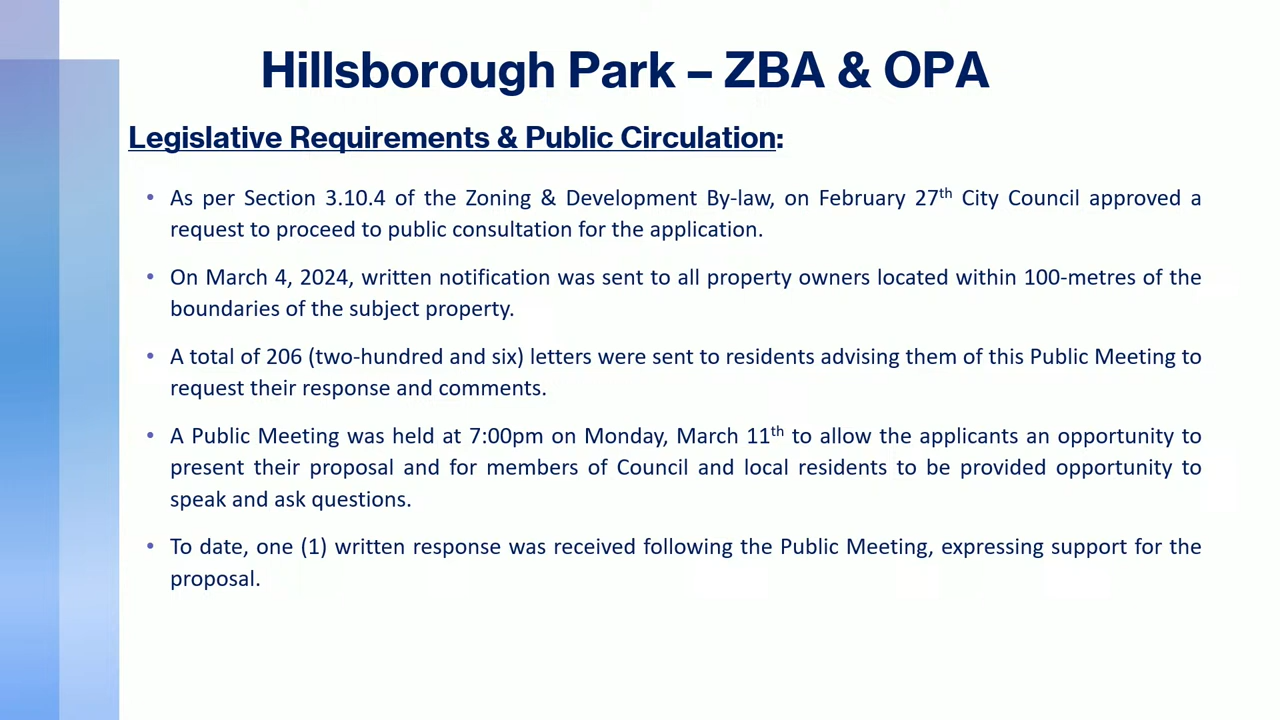 Hillsborough Park – ZBA & OPA
Legislative Requirements & Public Circulation:
• As per Section 3.10.4 of the Zoning & Development By-law, on February 27th City Council approved a
request to proceed to public consultation for the application.
• On March 4, 2024, written notification was sent to all property owners located within 100-metres of the
boundaries of the subject property.
• A total of 206 (two-hundred and six) letters were sent to residents advising them of this Public Meeting to
request their response and comments.
• A Public Meeting was held at 7:00pm on Monday, March 11th to allow the applicants an opportunity to
present their proposal and for members of Council and local residents to be provided opportunity to
speak and ask questions.
• To date, one (1) written response was received following the Public Meeting, expressing support for the
proposal.